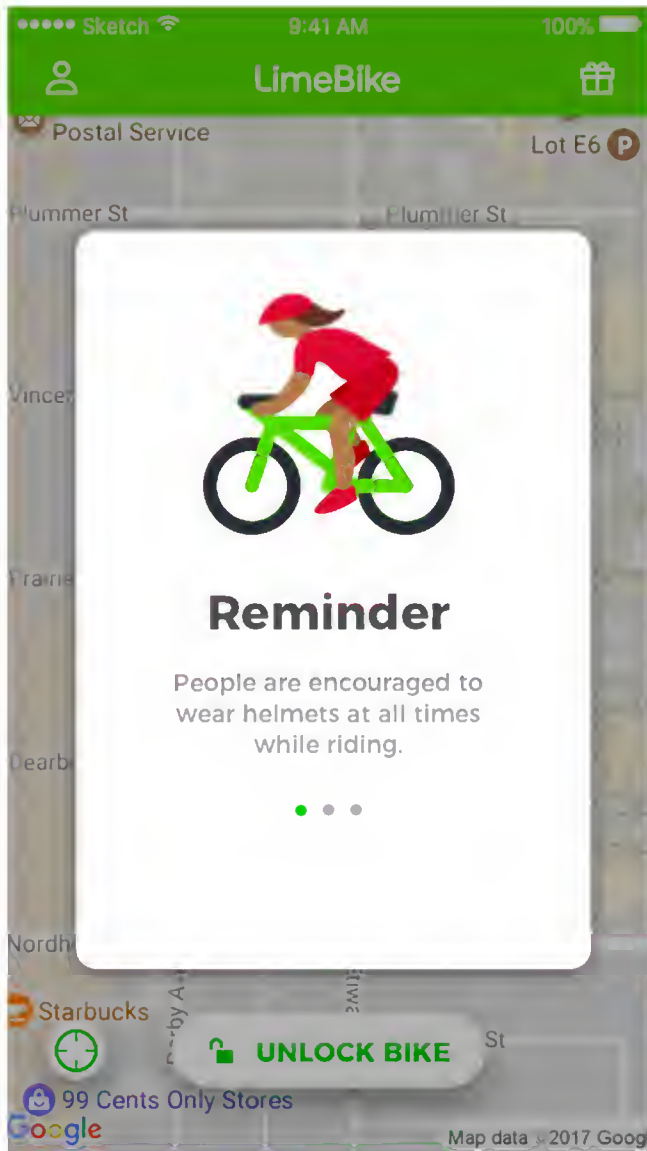 Sketch 9:41 AM 100%
LimeBike
Postal Service
Lot E6 P
Plummer St Plummer St
Reminder
People are encouraged to
wear helmets at all times
while riding.
Nordh
Starbucks
UNLOCK BIKE St
99 Cents Only Stores
Google
Map data 2017 Goog